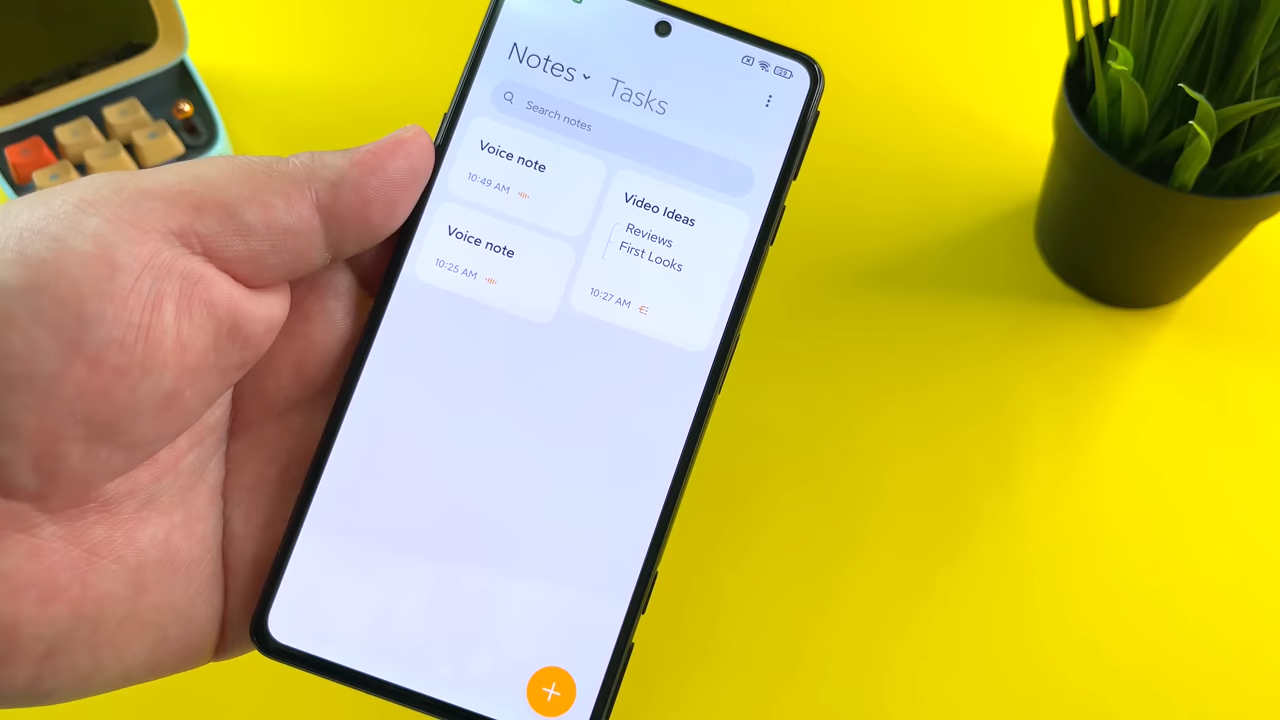 Notes Tasks
Search notes
Voice note
10:49 AM
Voice note
10:25 AM
Video Ideas
Reviews
First Looks
10:27 AM